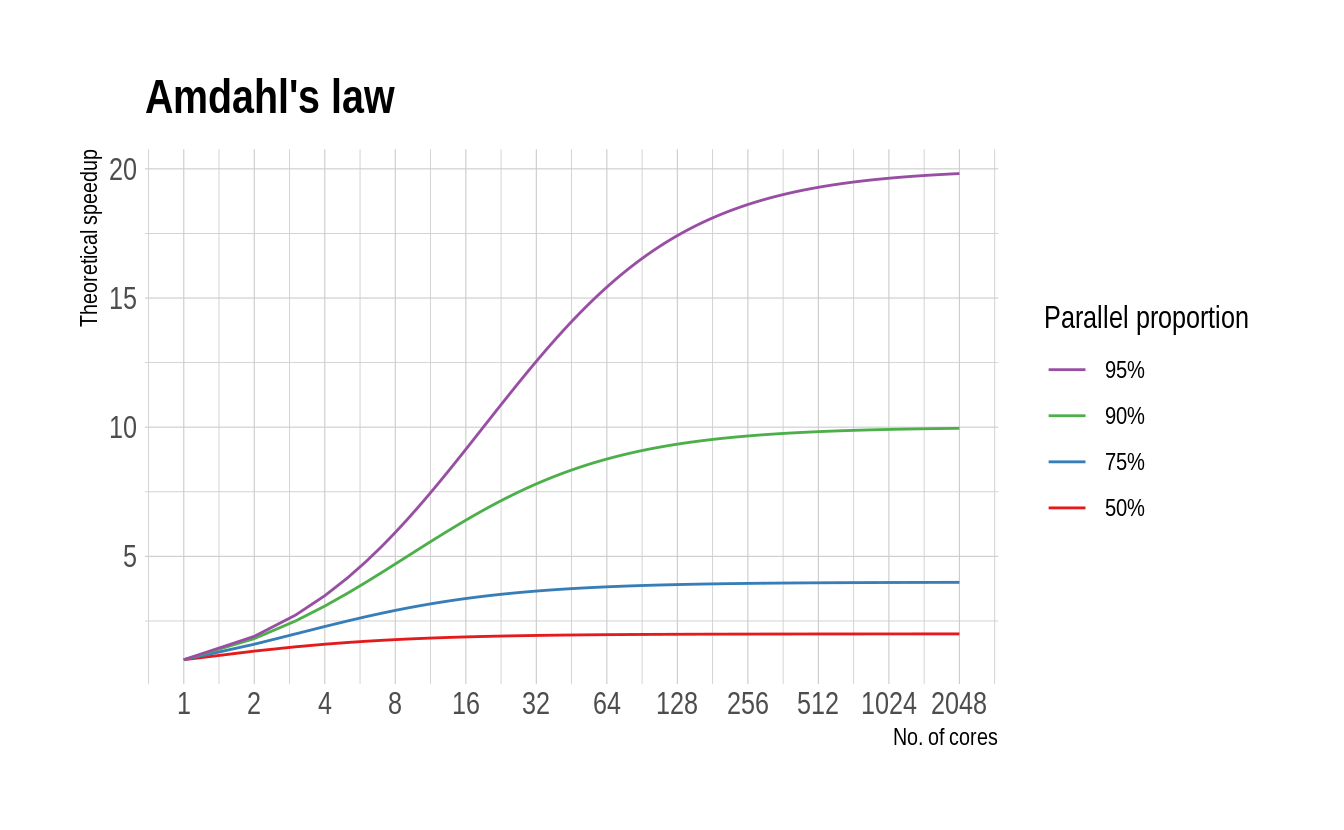 Amdahl's law
Theoretical speedup
20
15
10
5
1 2 4 8 16 32 64 128 256 512 1024 2048
No. of cores
Parallel proportion
95%
90%
75%
50%